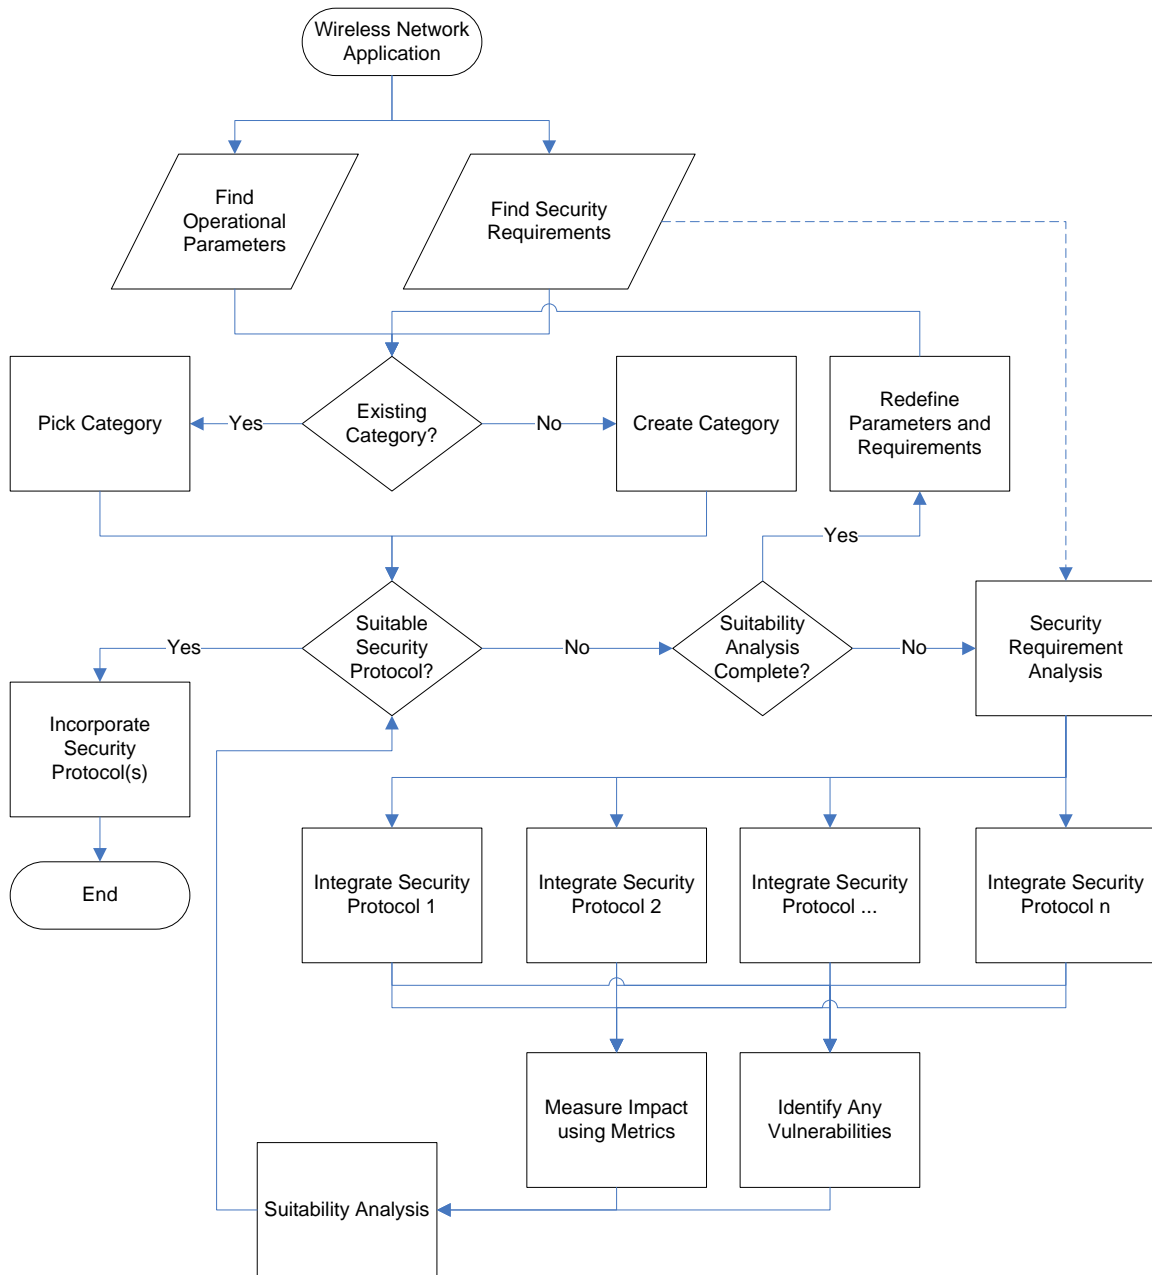 Wireless Network
Application
Find
Operational
Parameters
Find Security
Requirements
Pick Category
Yes
Existing
Category?
No
Create Category
Redefine
Parameters and
Requirements
Yes
Yes
Suitable
Security
Protocol?
No
Suitability
Analysis
Complete?
No
Security
Requirement
Analysis
Incorporate
Security
Protocol(s)
End
Integrate Security
Protocol 1
Integrate Security
Protocol 2
Integrate Security
Protocol ...
Integrate Security
Protocol n
Measure Impact
using Metrics
Identify Any
Vulnerabilities
Suitability Analysis